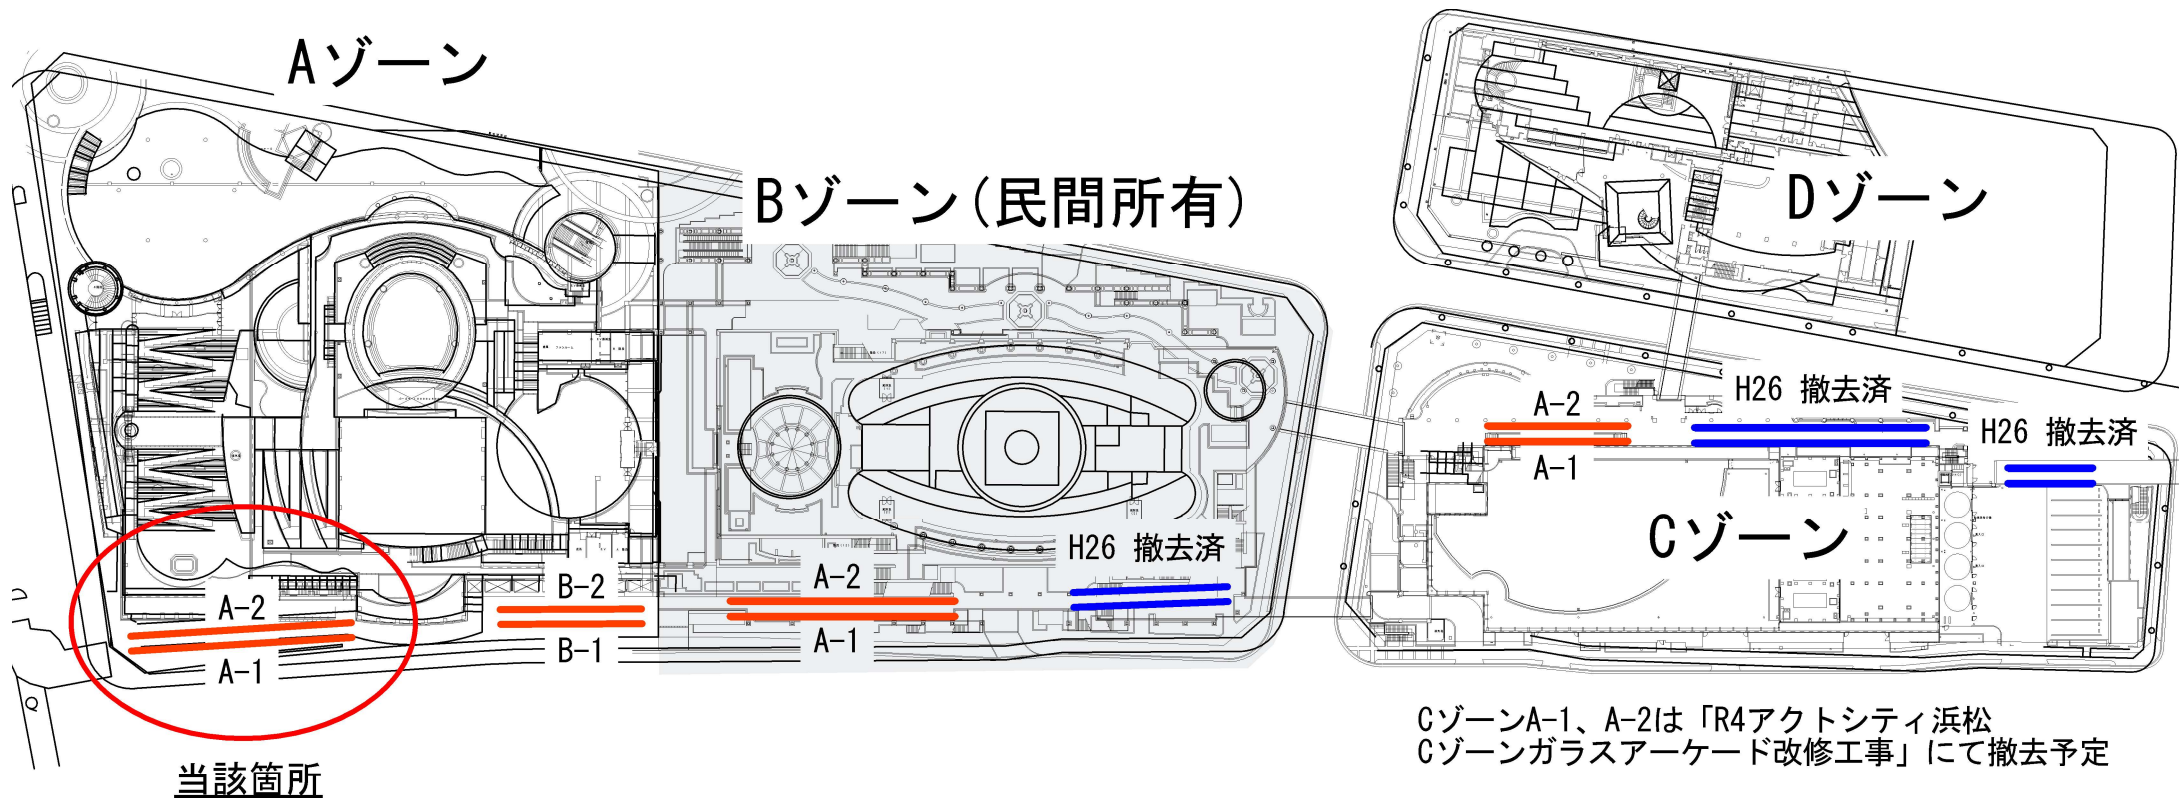 Aゾーン
Bゾーン(民間所有)
Dゾーン
A-2
A-1
H26 撤去済
H26 撤去済
Cゾーン
H26 撤去済
A-2
A-1
B-2
B-1
A-2
A-1
当該箇所
CゾーンA-1、A-2は「R4アクトシティ浜松
Cゾーンガラスアーケード改修工事」にて撤去予定